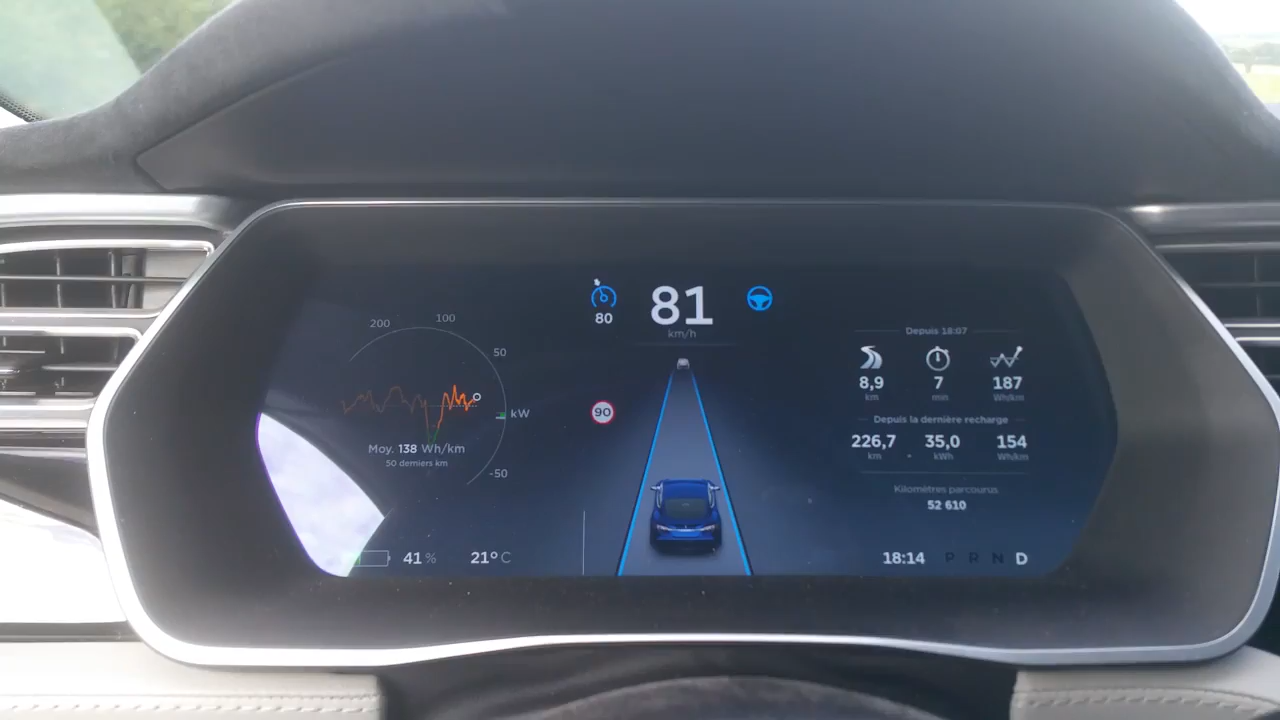 200 100
50
kW
-50
Moy. 138 Wh/km
50 derniers km
41 %
21° C
80
81
km/h
90
Depuis 18:07
8,9 7 187
km min Wh/km
Depuis la dernière recharge
226,7 35,0 154
km kWh Wh/km
Kilomètres parcourus
52 610
18:14 P R N D